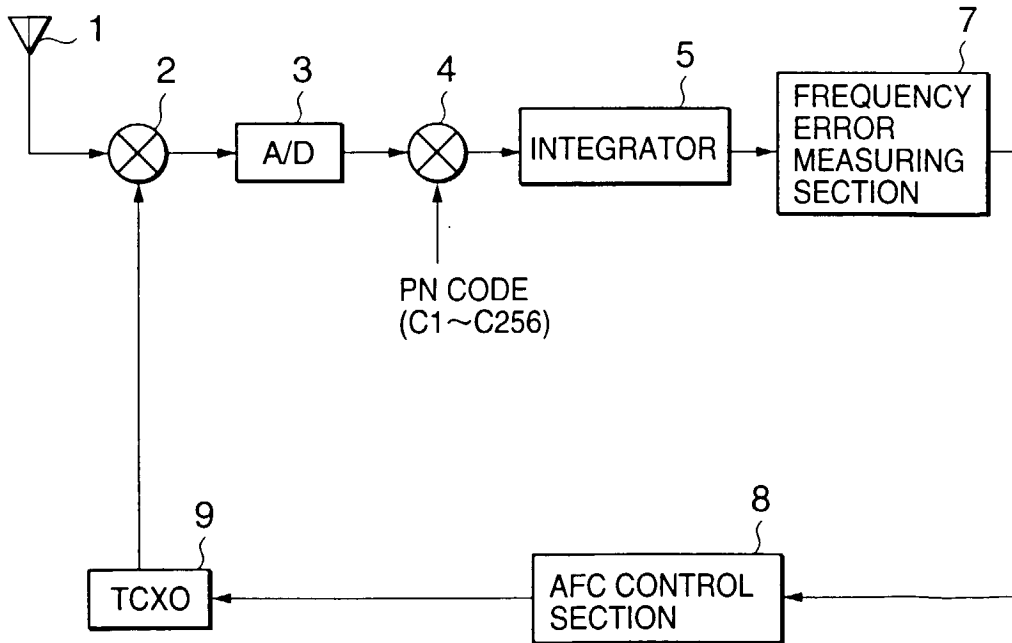 1
2
3
4
5
7
A/D
INTEGRATOR
FREQUENCY
ERROR
MEASURING
SECTION
PN CODE
(C1～C256)
9
8
TCXO
AFC CONTROL
SECTION